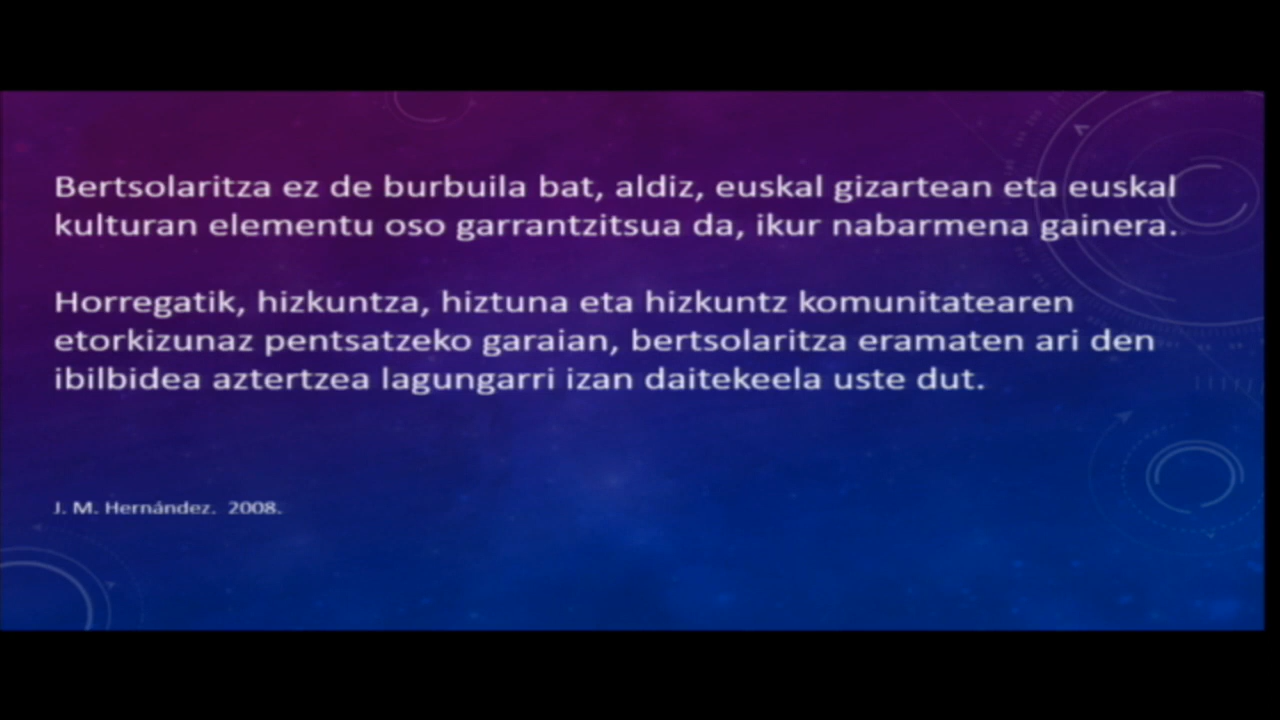 Bertsolaritza ez de burbuila bat, aldiz, euskal gizartean eta euskal
kulturan elementu oso garrantzitsua da, ikur nabarmena gainera.
Horregatik, hizkuntza, hiztuna eta hizkuntz komunitatearen
etorkizunaz pentsatzeko garaian, bertsolaritza eramaten ari den
ibilbidea aztertzea lagungarri izan daitekeela uste dut.
J. M. Hernández.  2008.